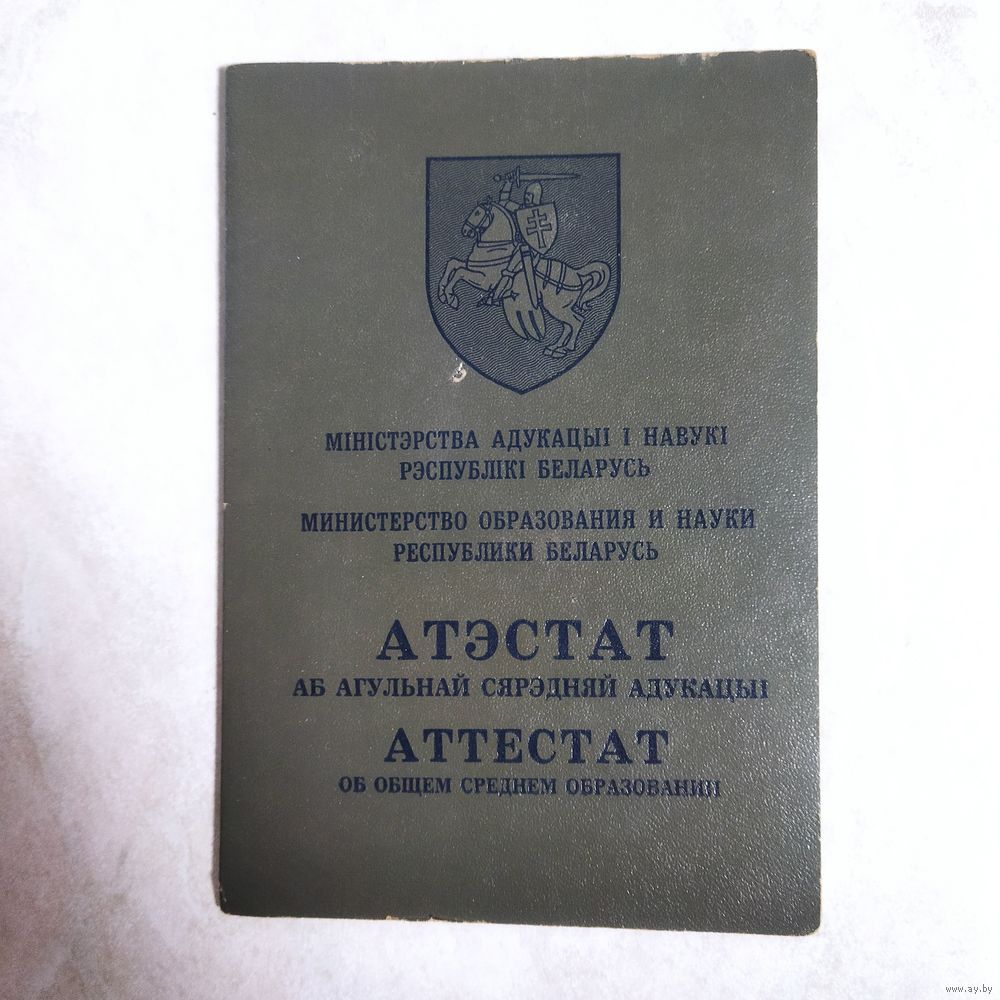 МІНІСТЭРСТВА АДУКАЦЫІ І НАВУКІ
РЭСПУБЛІКІ БЕЛАРУСЬ
МИНИСТЕРСТВО ОБРАЗОВАНИЯ И НАУКИ
РЕСПУБЛИКИ БЕЛАРУСЬ
АТЭСТАТ
АБ АГУЛЬНАЙ СЯРЭДНЯЙ АДУКАЦЫІ
АТТЕСТАТ
ОБ ОБЩЕМ СРЕДНЕМ ОБРАЗОВАНИИ
www.ay.by